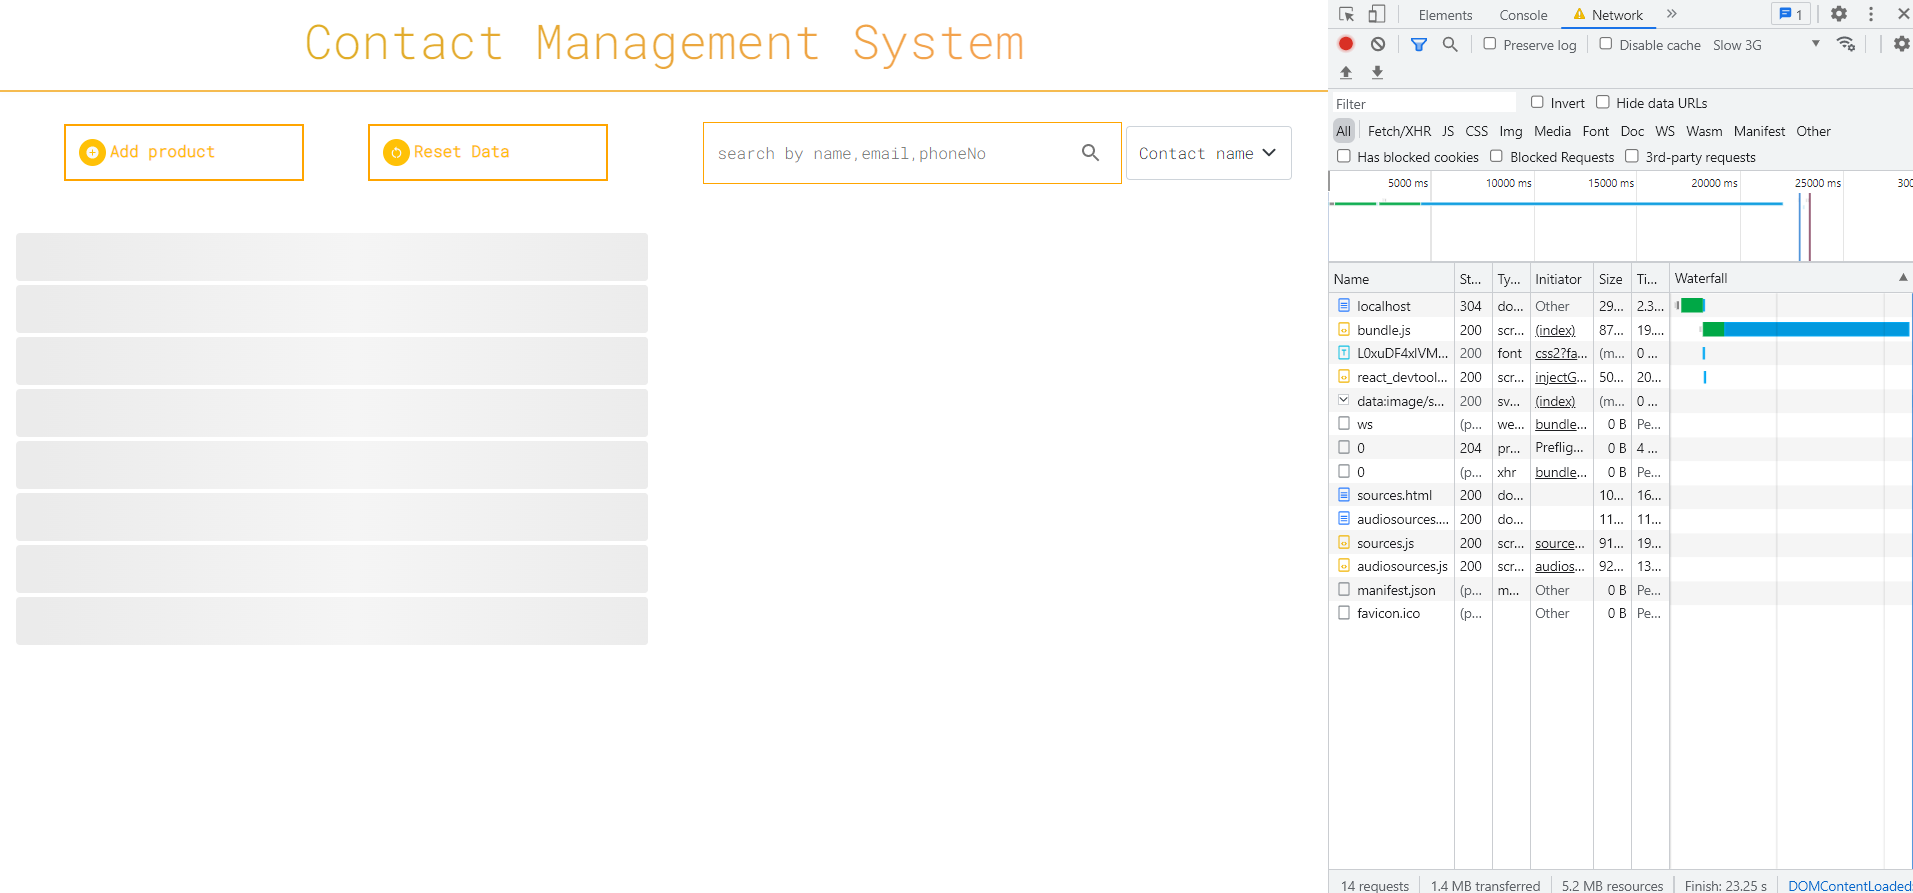 Contact Management System
Add product
Reset Data
search by name,email,phoneNo
Contact name
Elements Console Network 1
Preserve log Disable cache Slow 3G
Filter Invert Hide data URLs
All Fetch/XHR JS CSS Img Media Font Doc WS Wasm Manifest Other
Has blocked cookies Blocked Requests 3rd-party requests
5000 ms 10000 ms 15000 ms 20000 ms 25000 ms 300
Name St... Ty... Initiator Size Ti... Waterfall
localhost 304 do... Other 29... 2.3...
bundle.js 200 scr... (index) 87... 19....
L0xuDF4xlVM... 200 font css2?fa... (m... 0 ...
react_devtool... 200 scr... injectG... 50... 20...
data:image/s... 200 sv... (index) (m... 0 ...
ws (p... we... bundle... 0 B Pe...
0 204 pr... Preflig... 0 B 4 ...
0 (p... xhr bundle... 0 B Pe...
sources.html 200 do... 10... 16...
audiosources.... 200 do... 11... 11...
sources.js 200 scr... source... 91... 19...
audiosources.js 200 scr... audios... 92... 13...
manifest.json (p... m... Other 0 B Pe...
favicon.ico (p... Other 0 B Pe...
14 requests 1.4 MB transferred 5.2 MB resources Finish: 23.25 s DOMContentLoaded: